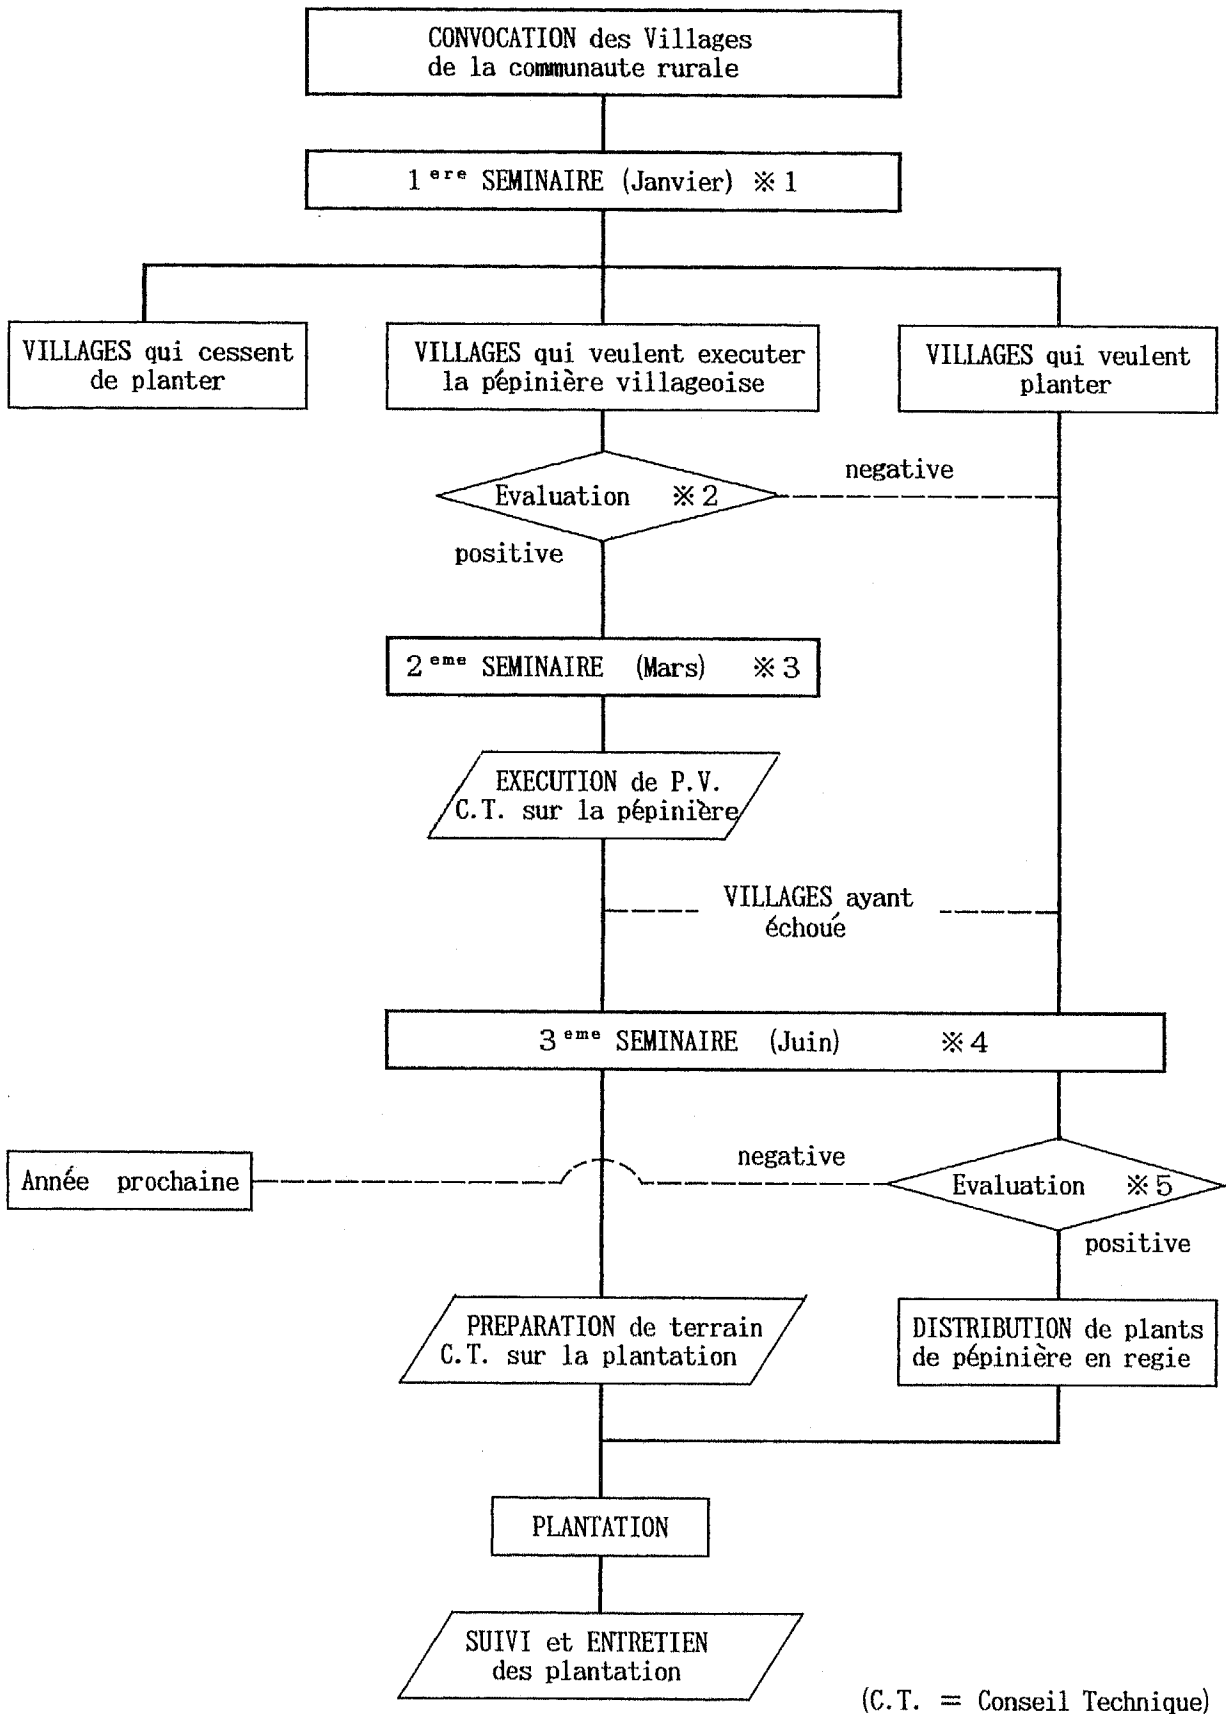 CONVOCATION des Villages
de la communaute rurale
1ere SEMINAIRE (Janvier) ※1
VILLAGES qui cessent
de planter
VILLAGES qui veulent executer
la pépinière villageoise
VILLAGES qui veulent
planter
Evaluation ※2
negative
positive
2eme SEMINAIRE (Mars) ※3
EXECUTION de P.V.
C.T. sur la pépinière
VILLAGES ayant
échoué
3eme SEMINAIRE (Juin) ※4
Année prochaine
negative
Evaluation ※5
positive
PREPARATION de terrain
C.T. sur la plantation
DISTRIBUTION de plants
de pépinière en regie
PLANTATION
SUIVI et ENTRETIEN
des plantation
(C.T. = Conseil Technique)